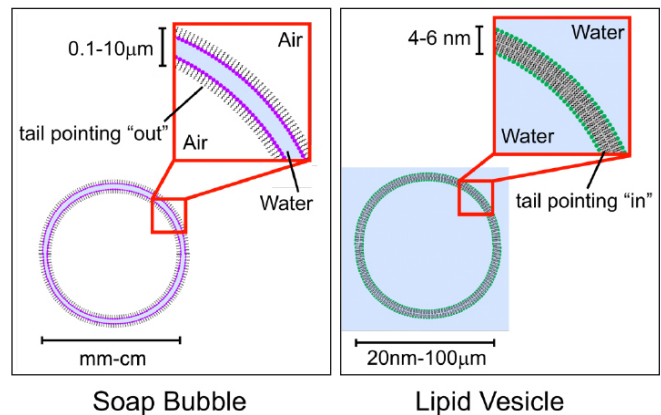 0.1-10μm
Air
tail pointing “out”
Air
Water
mm-cm
Soap Bubble
4-6 nm
Water
Water
tail pointing “in”
20nm-100μm
Lipid Vesicle